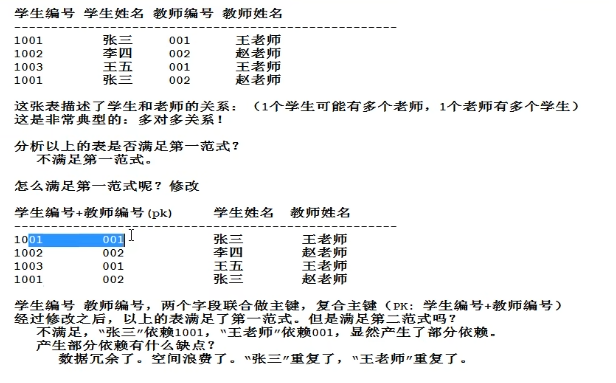 学生编号 学生姓名 教师编号 教师姓名
----------------------------------------------------
1001 张三 001 王老师
1002 李四 002 赵老师
1003 王五 001 王老师
1001 张三 002 赵老师
这张表描述了学生和老师的关系：（1个学生可能有多个老师，1个老师有多个学生）
这是非常典型的：多对多关系！
分析以上的表是否满足第一范式？
不满足第一范式。
怎么满足第一范式呢？修改
学生编号+教师编号(pk) 学生姓名 教师姓名
----------------------------------------------------
1001 001 张三 王老师
1002 002 李四 赵老师
1003 001 王五 王老师
1001 002 张三 赵老师
学生编号 教师编号，两个字段联合做主键，复合主键（PK: 学生编号+教师编号）
经过修改之后，以上的表满足了第一范式。但是满足第二范式吗？
不满足，“张三”依赖1001，“王老师”依赖001，显然产生了部分依赖。
产生部分依赖有什么缺点？
数据冗余了。空间浪费了。“张三”重复了，“王老师”重复了。